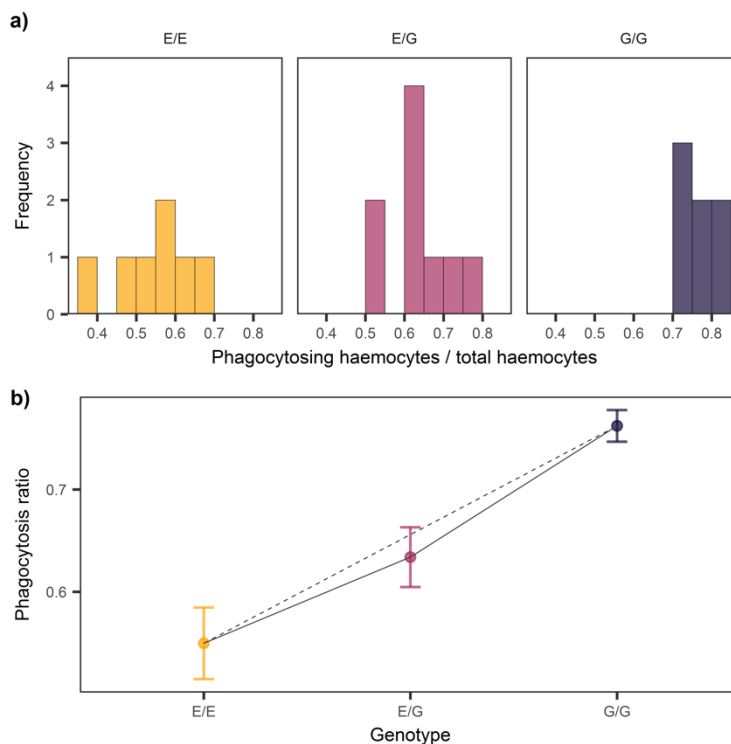 a)
E/E E/G G/G
4
3
2
1
0
Frequency
0.4 0.5 0.6 0.7 0.8 0.4 0.5 0.6 0.7 0.8 0.4 0.5 0.6 0.7 0.8
Phagocytosing haemocytes / total haemocytes
b)
0.7
0.6
Phagocytosis ratio
E/E E/G G/G
Genotype